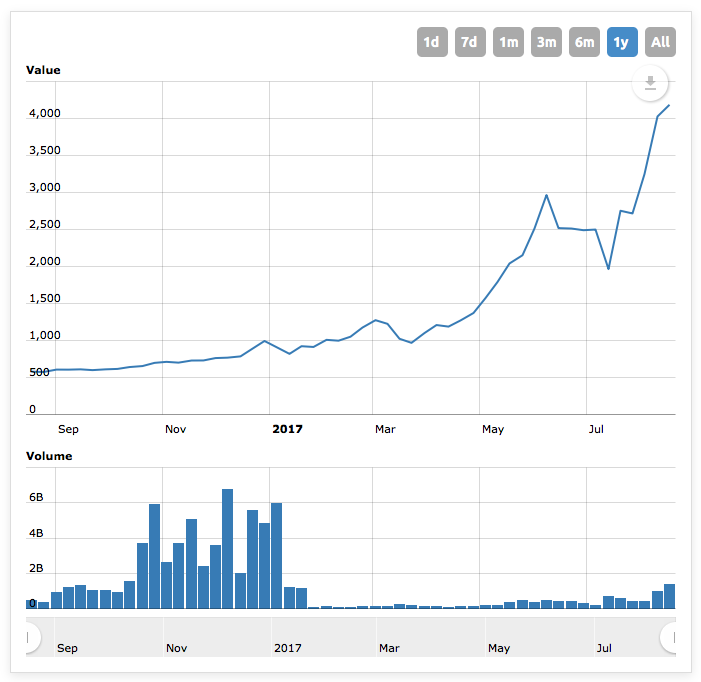 1d 7d 1m 3m 6m 1y All
Value
4,000
3,500
3,000
2,500
2,000
1,500
1,000
500
0
Sep Nov 2017 Mar May Jul
Volume
6B
4B
2B
0
Sep Nov 2017 Mar May Jul